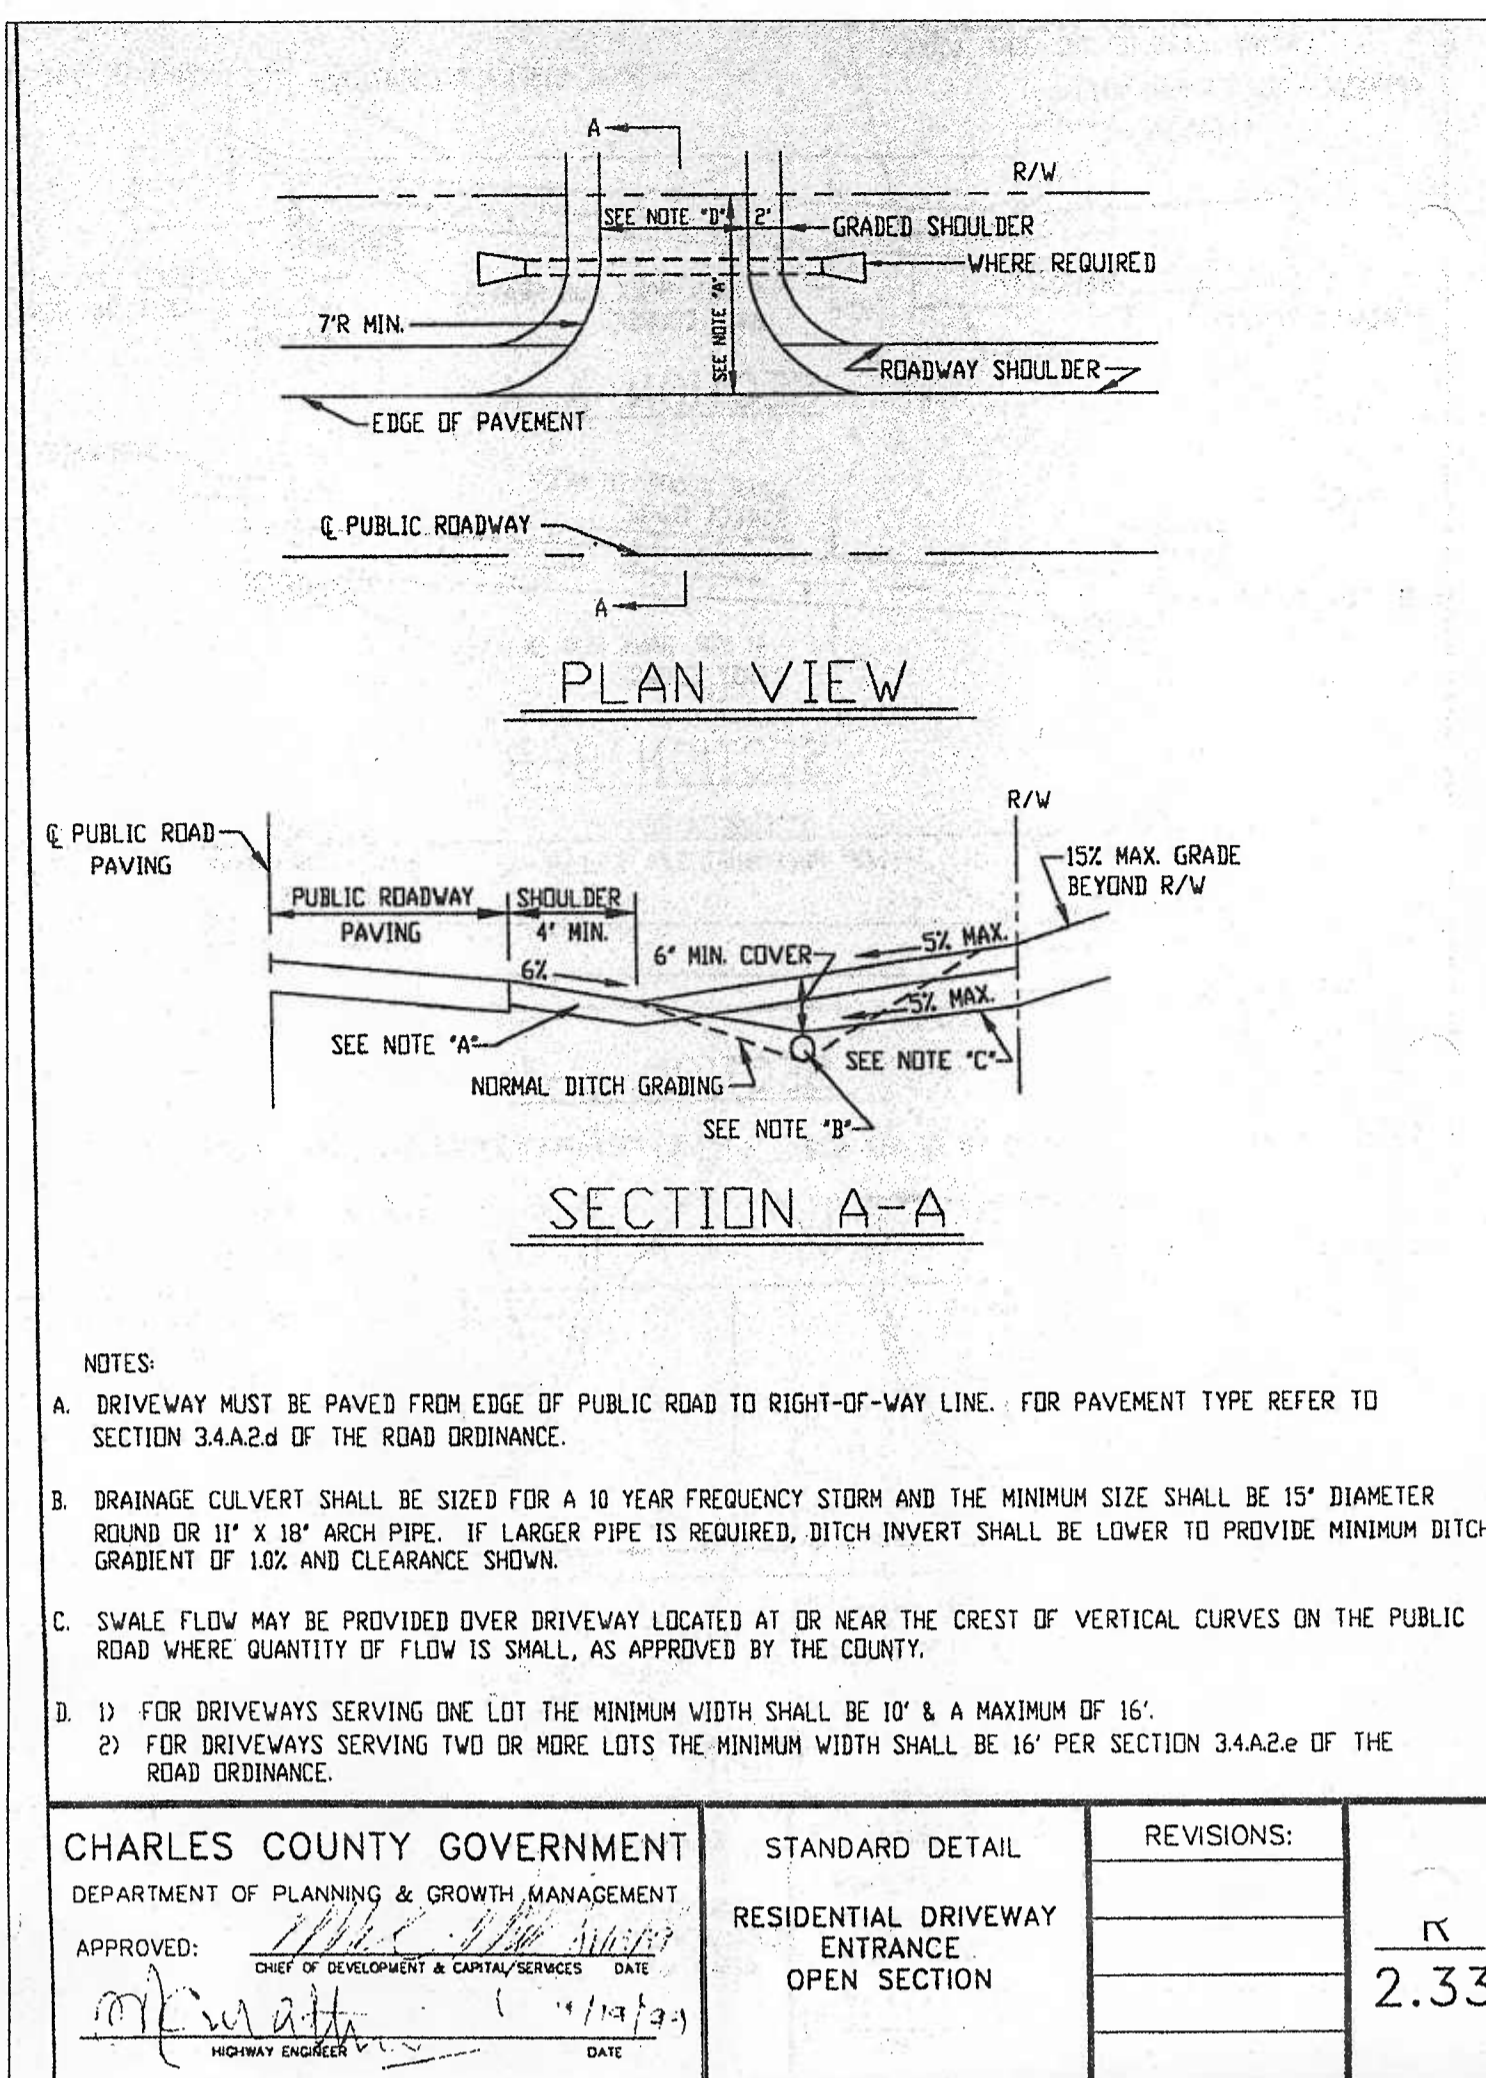 A
R/W
SEE NOTE "D"
2'
GRADED SHOULDER
WHERE REQUIRED
SEE NOTE "A"
7'R MIN.
ROADWAY SHOULDER
EDGE OF PAVEMENT
℄ PUBLIC ROADWAY
A
PLAN VIEW
R/W
℄ PUBLIC ROAD
PAVING
15% MAX. GRADE
BEYOND R/W
PUBLIC ROADWAY
PAVING
SHOULDER
4' MIN.
6" MIN. COVER
5% MAX.
6%
5% MAX.
SEE NOTE "A"
SEE NOTE "C"
NORMAL DITCH GRADING
SEE NOTE "B"
SECTION A-A
NOTES:
A. DRIVEWAY MUST BE PAVED FROM EDGE OF PUBLIC ROAD TO RIGHT-OF-WAY LINE. FOR PAVEMENT TYPE REFER TO
SECTION 3.4.A.2.d OF THE ROAD ORDINANCE.
B. DRAINAGE CULVERT SHALL BE SIZED FOR A 10 YEAR FREQUENCY STORM AND THE MINIMUM SIZE SHALL BE 15" DIAMETER
ROUND OR 11" X 18" ARCH PIPE. IF LARGER PIPE IS REQUIRED, DITCH INVERT SHALL BE LOWER TO PROVIDE MINIMUM DITCH
GRADIENT OF 1.0% AND CLEARANCE SHOWN.
C. SWALE FLOW MAY BE PROVIDED OVER DRIVEWAY LOCATED AT OR NEAR THE CREST OF VERTICAL CURVES ON THE PUBLIC
ROAD WHERE QUANTITY OF FLOW IS SMALL, AS APPROVED BY THE COUNTY.
D. 1) FOR DRIVEWAYS SERVING ONE LOT THE MINIMUM WIDTH SHALL BE 10' & A MAXIMUM OF 16'.
2) FOR DRIVEWAYS SERVING TWO OR MORE LOTS THE MINIMUM WIDTH SHALL BE 16' PER SECTION 3.4.A.2.e OF THE
ROAD ORDINANCE.
CHARLES COUNTY GOVERNMENT
DEPARTMENT OF PLANNING & GROWTH MANAGEMENT
APPROVED:
CHIEF OF DEVELOPMENT & CAPITAL SERVICES DATE
HIGHWAY ENGINEER DATE
STANDARD DETAIL
RESIDENTIAL DRIVEWAY
ENTRANCE
OPEN SECTION
REVISIONS:
R
2.33